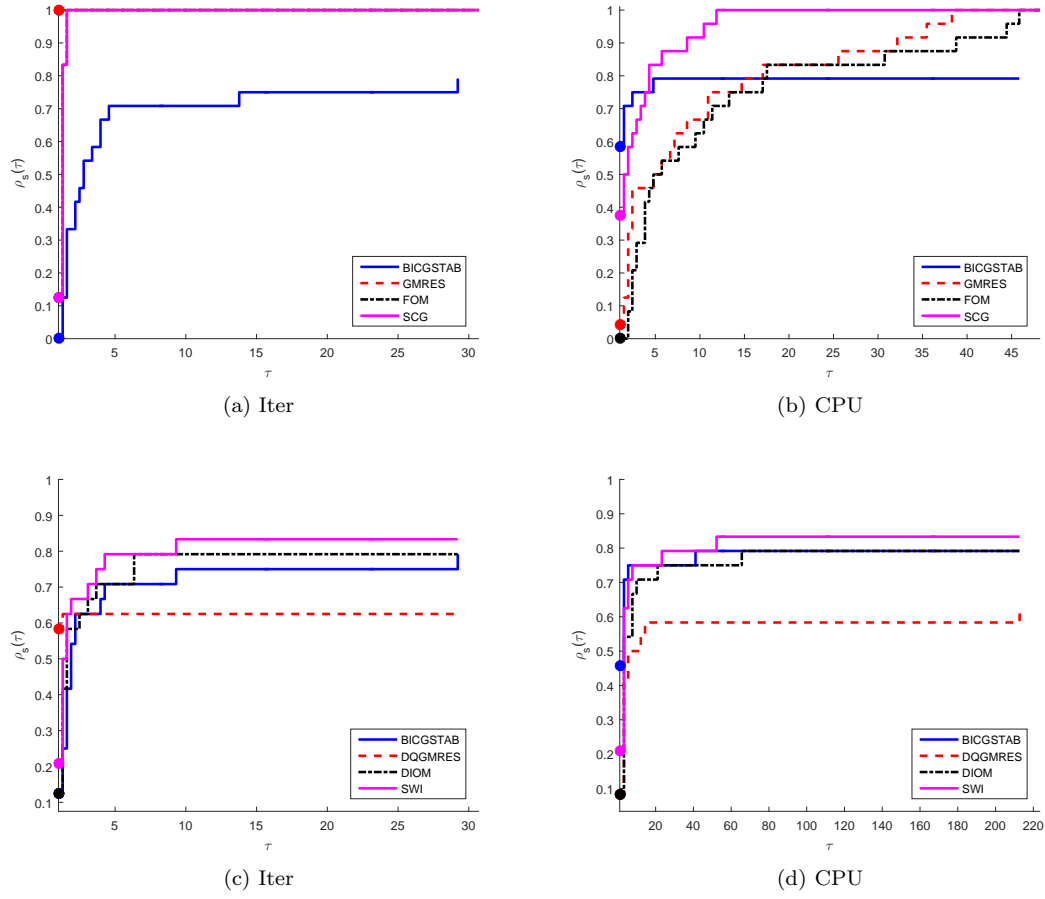 1
0.9
0.8
0.7
0.6
0.5
0.4
0.3
0.2
0.1
0
ρs(τ)
5 10 15 20 25 30
τ
BICGSTAB
GMRES
FOM
SCG
(a) Iter
1
0.9
0.8
0.7
0.6
0.5
0.4
0.3
0.2
0.1
0
ρs(τ)
5 10 15 20 25 30 35 40 45
τ
BICGSTAB
GMRES
FOM
SCG
(b) CPU
1
0.9
0.8
0.7
0.6
0.5
0.4
0.3
0.2
0.1
ρs(τ)
5 10 15 20 25 30
τ
BICGSTAB
DQGMRES
DIOM
SWI
(c) Iter
1
0.9
0.8
0.7
0.6
0.5
0.4
0.3
0.2
0.1
ρs(τ)
20 40 60 80 100 120 140 160 180 200 220
τ
BICGSTAB
DQGMRES
DIOM
SWI
(d) CPU